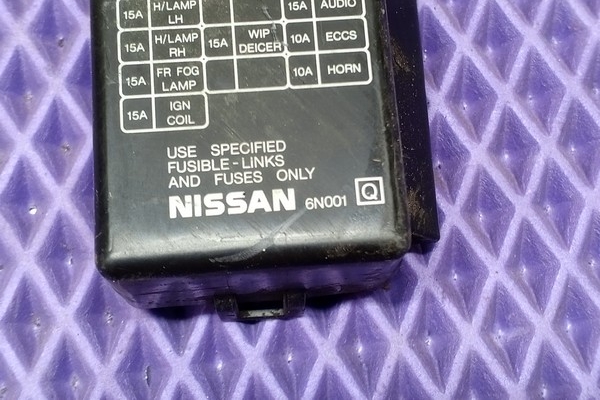 15A H/LAMP LH 15A AUDIO
15A H/LAMP RH 15A WIP DEICER 10A ECCS
15A FR FOG LAMP 10A HORN
15A IGN COIL
USE SPECIFIED
FUSIBLE-LINKS
AND FUSES ONLY
NISSAN 6N001 Q